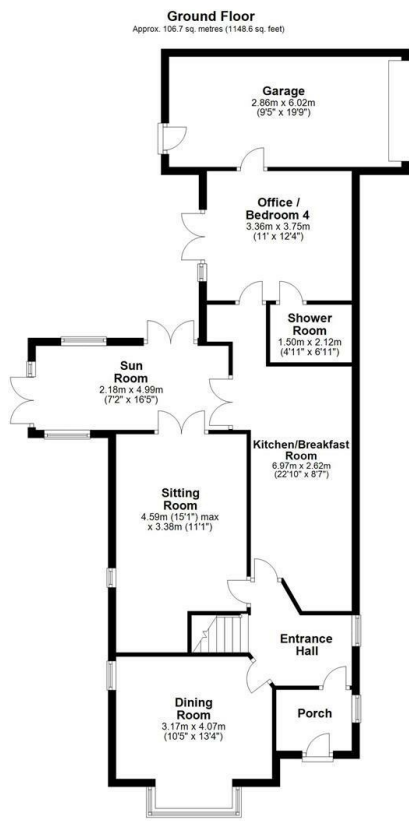 Ground Floor
Approx. 106.7 sq. metres (1148.6 sq. feet)
Garage
2.86m x 6.02m
(9'5" x 19'9")
Office /
Bedroom 4
3.36m x 3.75m
(11' x 12'4")
Shower
Room
1.50m x 2.12m
(4'11" x 6'11")
Sun
Room
2.18m x 4.99m
(7'2" x 16'5")
Kitchen/Breakfast
Room
6.97m x 2.62m
(22'10" x 8'7")
Sitting
Room
4.59m (15'1") max
x 3.38m (11'1")
Entrance
Hall
Dining
Room
3.17m x 4.07m
(10'5" x 13'4")
Porch